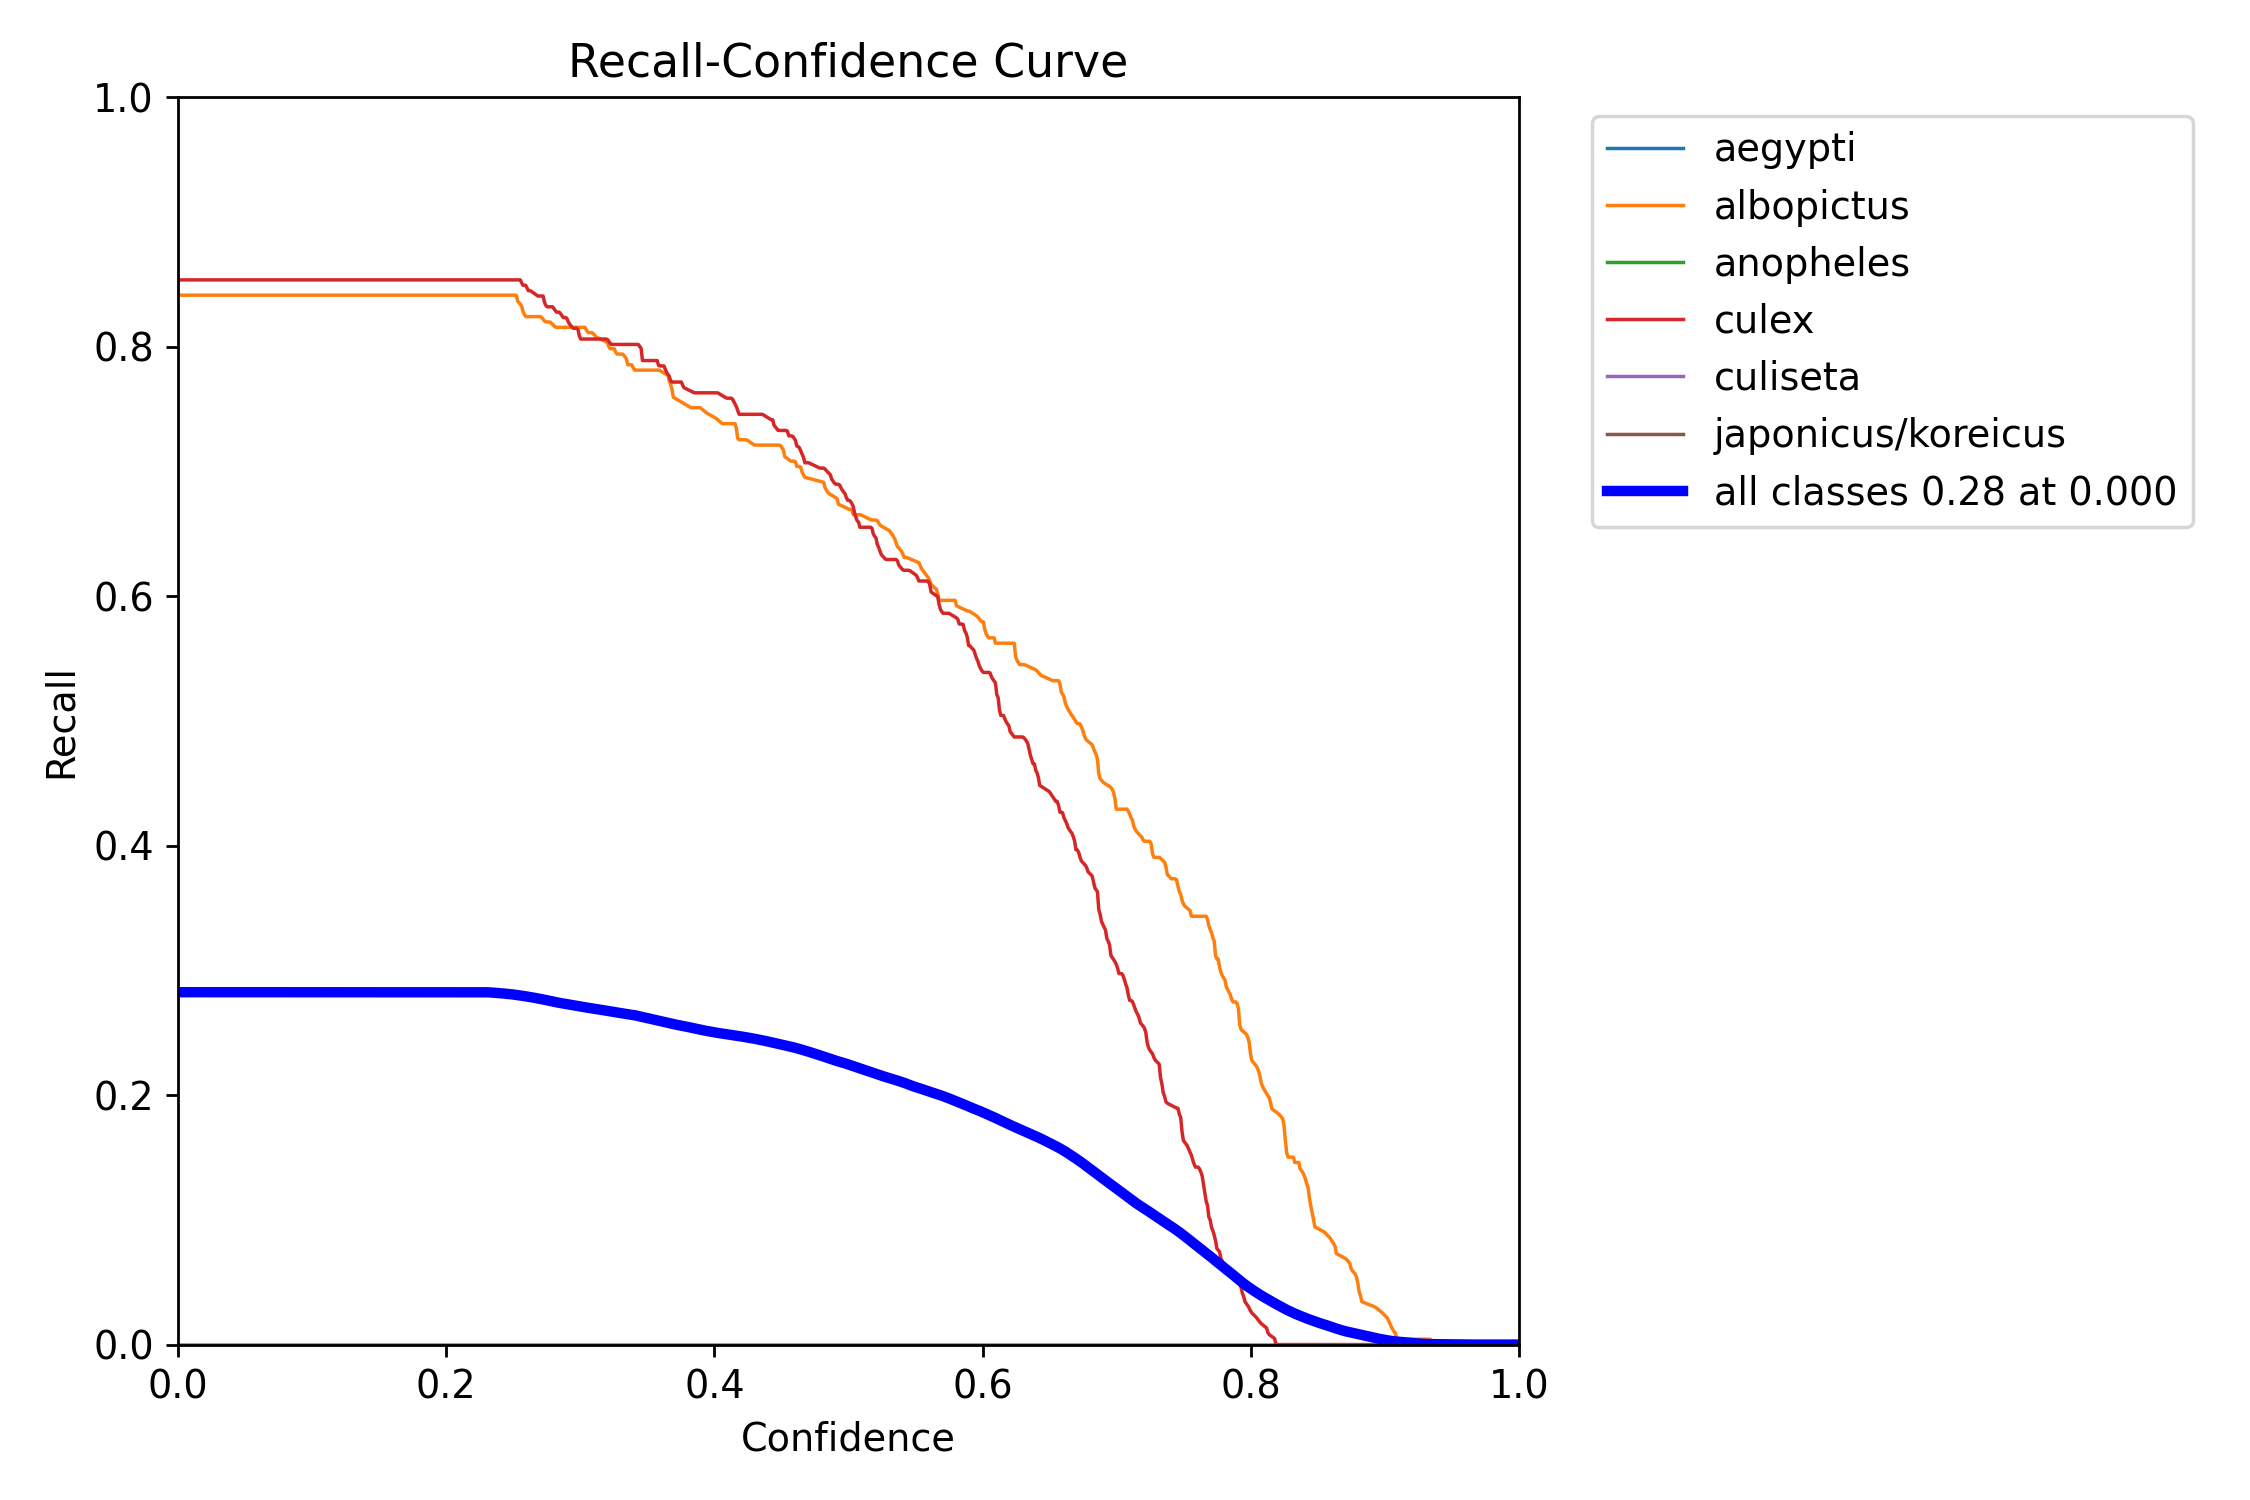 Recall-Confidence Curve
1.0
0.8
0.6
0.4
0.2
0.0
Recall
0.0 0.2 0.4 0.6 0.8 1.0
Confidence
aegypti
albopictus
anopheles
culex
culiseta
japonicus/koreicus
all classes 0.28 at 0.000